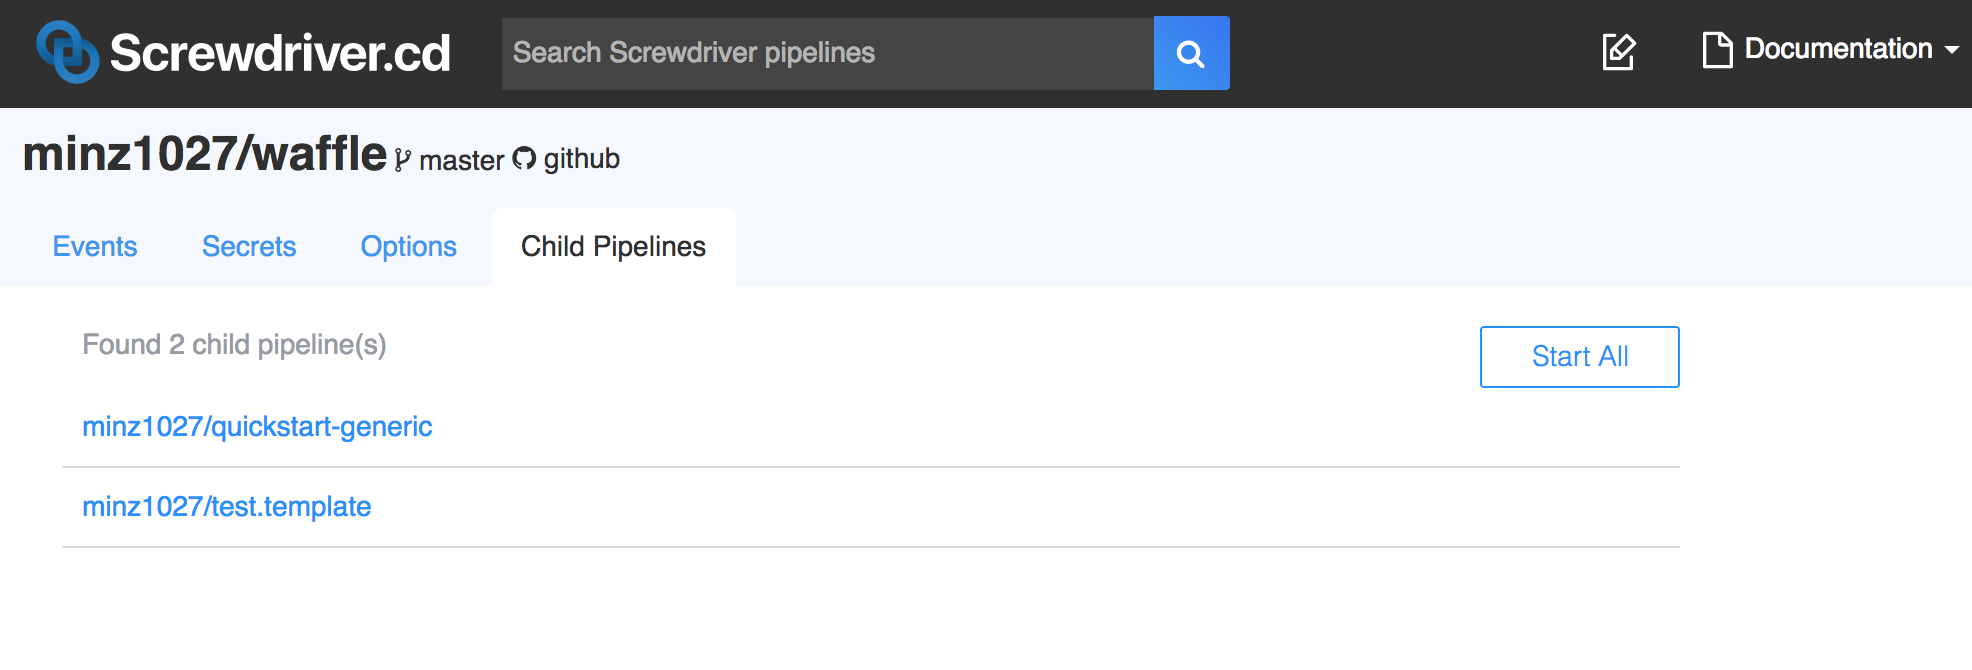 Screwdriver.cd Search Screwdriver pipelines Documentation
minz1027/waffle master github
Events Secrets Options Child Pipelines
Found 2 child pipeline(s) Start All
minz1027/quickstart-generic
minz1027/test.template